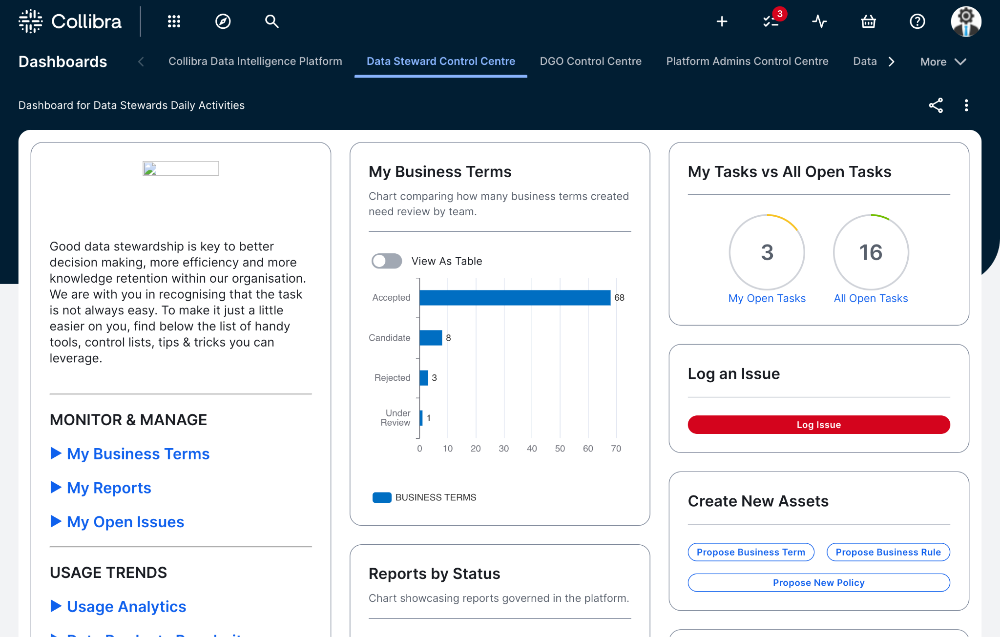 Collibra
3
Dashboards
Collibra Data Intelligence Platform
Data Steward Control Centre
DGO Control Centre
Platform Admins Control Centre
Data
More
Dashboard for Data Stewards Daily Activities
Good data stewardship is key to better
decision making, more efficiency and more
knowledge retention within our organisation.
We are with you in recognising that the task
is not always easy. To make it just a little
easier on you, find below the list of handy
tools, control lists, tips & tricks you can
leverage.
MONITOR & MANAGE
My Business Terms
My Reports
My Open Issues
USAGE TRENDS
Usage Analytics
My Business Terms
Chart comparing how many business terms created
need review by team.
View As Table
Accepted
68
Candidate
8
Rejected
3
Under
Review
1
0 10 20 30 40 50 60 70
BUSINESS TERMS
Reports by Status
Chart showcasing reports governed in the platform.
My Tasks vs All Open Tasks
3
My Open Tasks
16
All Open Tasks
Log an Issue
Log Issue
Create New Assets
Propose Business Term
Propose Business Rule
Propose New Policy